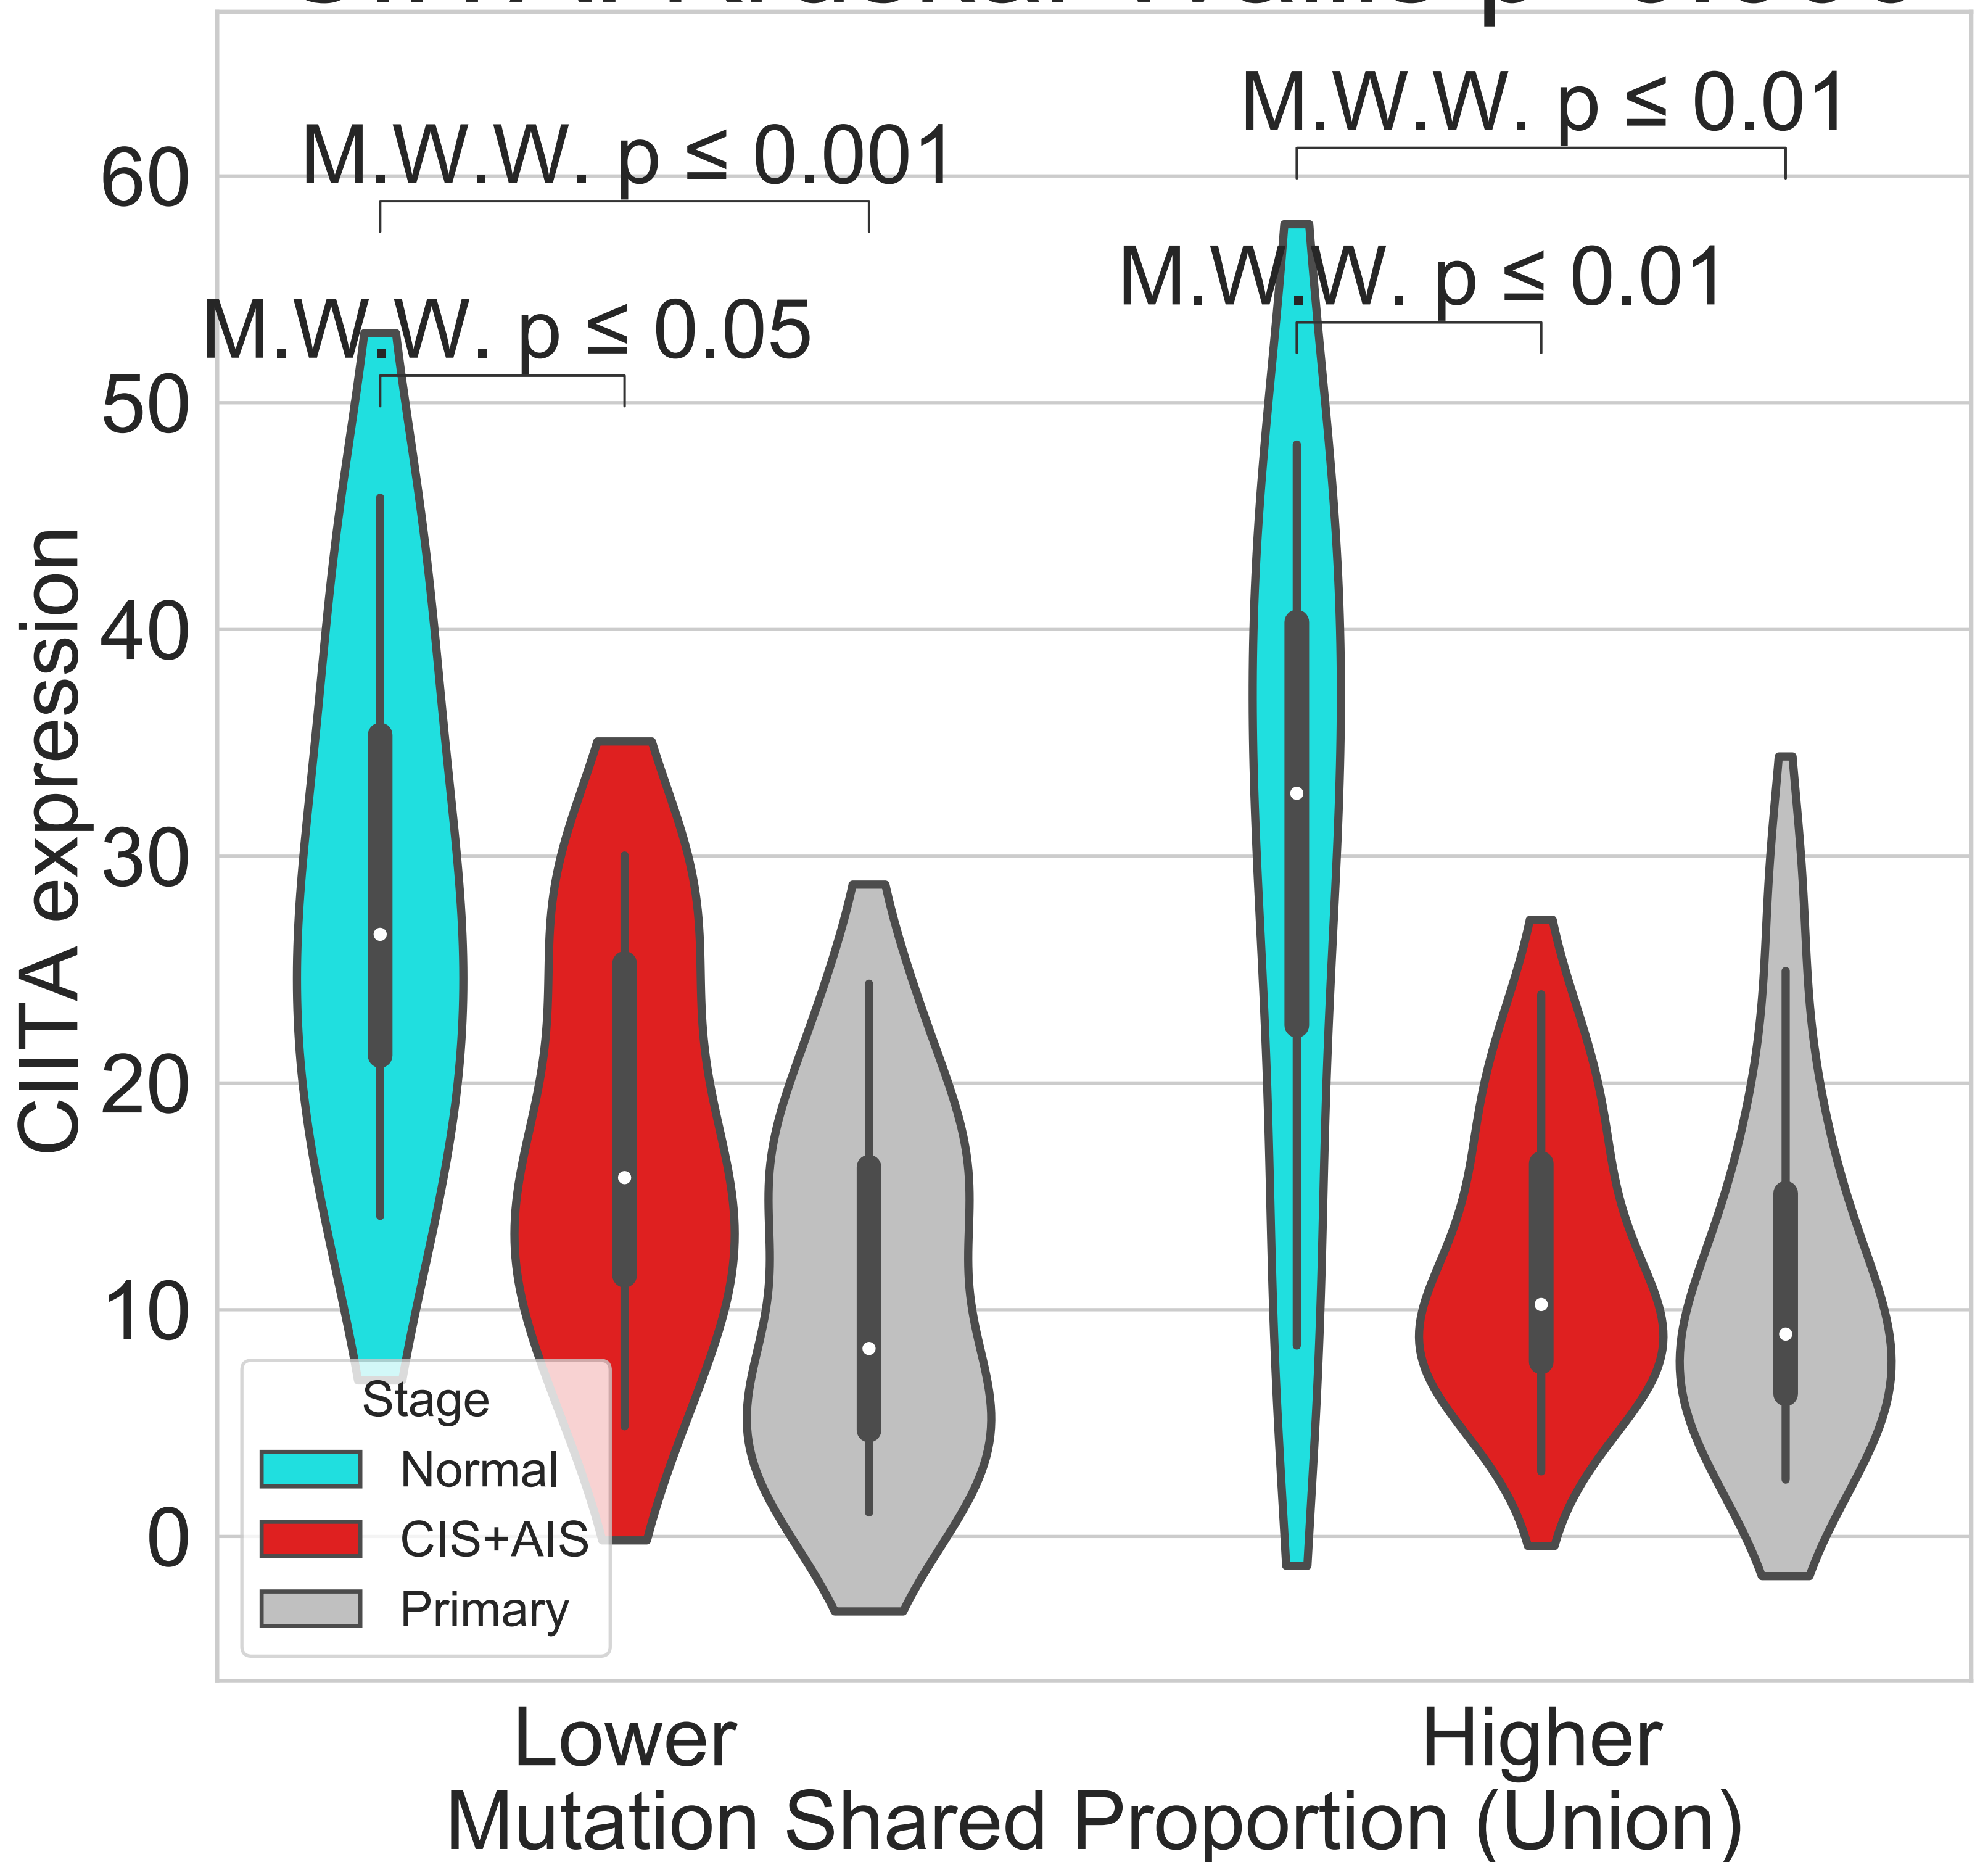 M.W.W. p ≤ 0.01
M.W.W. p ≤ 0.001
M.W.W. p ≤ 0.01
M.W.W. p ≤ 0.05
60
50
40
30
20
10
0
CIITA expression
Stage
Normal
CIS+AIS
Primary
Lower
Higher
Mutation Shared Proportion (Union)